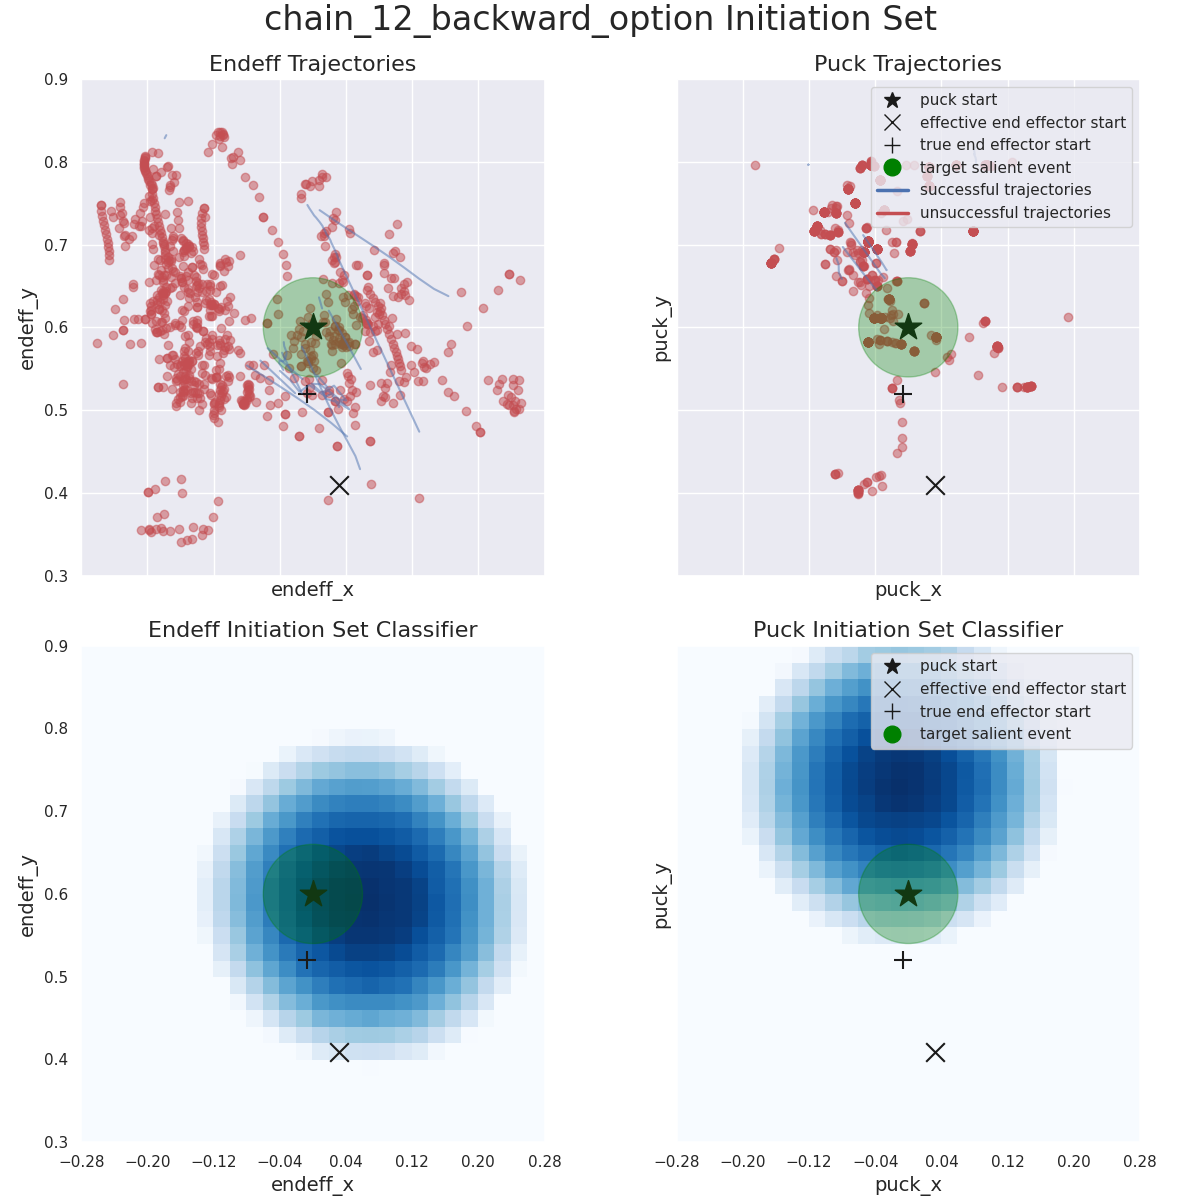 chain_12_backward_option Initiation Set
Endeff Trajectories
0.9
0.8
0.7
0.6
0.5
0.4
0.3
endeff_y
endeff_x
Puck Trajectories
puck start
effective end effector start
true end effector start
target salient event
successful trajectories
unsuccessful trajectories
puck_y
puck_x
Endeff Initiation Set Classifier
0.9
0.8
0.7
0.6
0.5
0.4
0.3
endeff_y
−0.28 −0.20 −0.12 −0.04 0.04 0.12 0.20 0.28
endeff_x
Puck Initiation Set Classifier
puck start
effective end effector start
true end effector start
target salient event
puck_y
−0.28 −0.20 −0.12 −0.04 0.04 0.12 0.20 0.28
puck_x